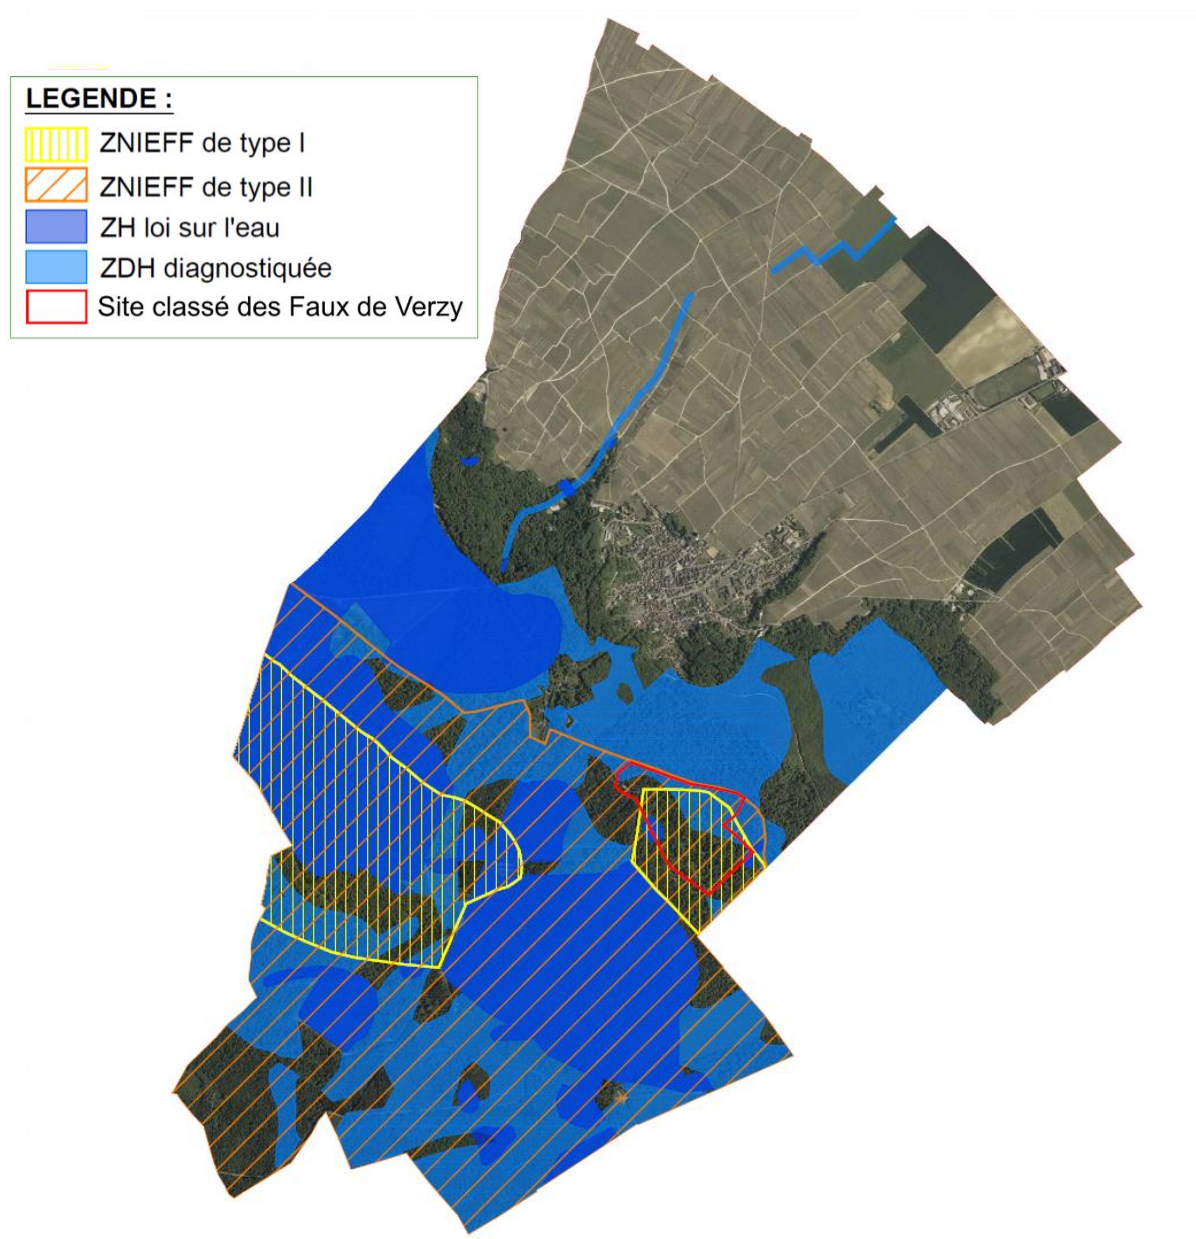 LEGENDE :
ZNIEFF de type I
ZNIEFF de type II
ZH loi sur l'eau
ZDH diagnostiquée
Site classé des Faux de Verzy